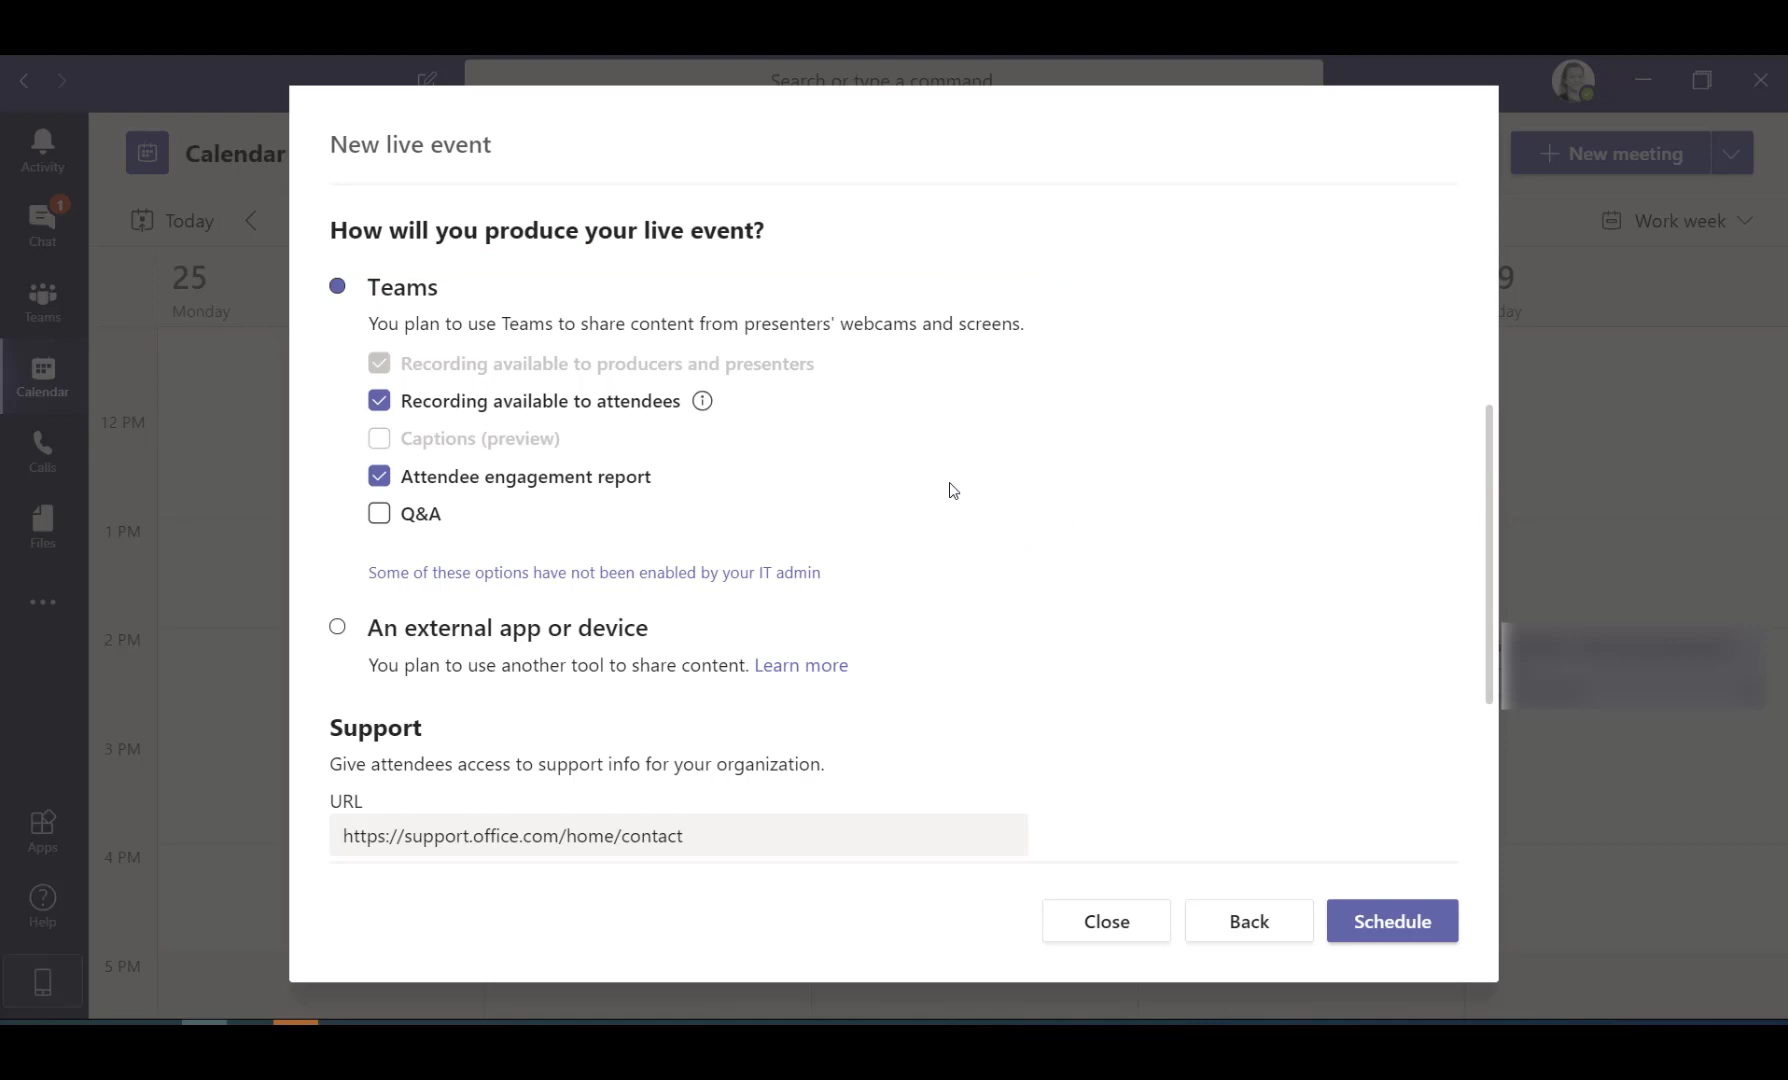 Search or type a command
Activity
Calendar
New live event
New meeting
1
Chat
Today
How will you produce your live event?
Work week
25
Monday
9
day
Teams
Teams
You plan to use Teams to share content from presenters' webcams and screens.
Recording available to producers and presenters
Calendar
Recording available to attendees
12 PM
Captions (preview)
Calls
Attendee engagement report
Q&A
Files
1 PM
Some of these options have not been enabled by your IT admin
An external app or device
2 PM
You plan to use another tool to share content. Learn more
Support
3 PM
Give attendees access to support info for your organization.
URL
https://support.office.com/home/contact
Apps
4 PM
Help
Close
Back
Schedule
5 PM